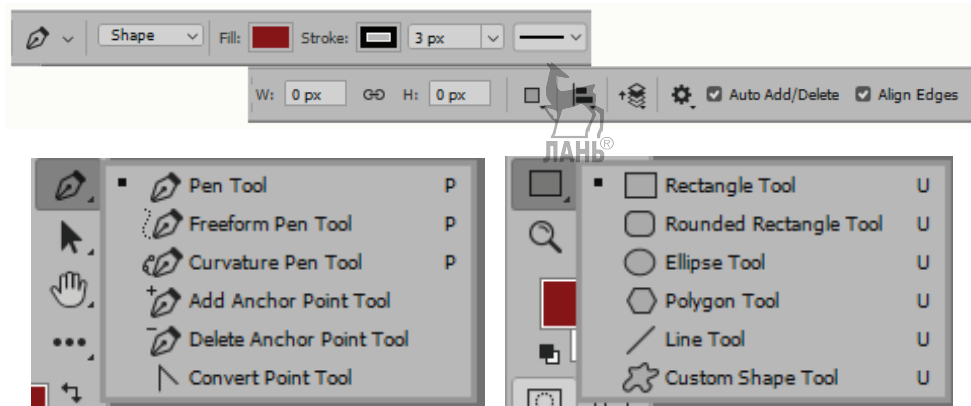 Shape Fill: Stroke: 3 px
W: 0 px H: 0 px Auto Add/Delete Align Edges
ЛАНЬ®
Pen Tool P
Freeform Pen Tool P
Curvature Pen Tool P
Add Anchor Point Tool
Delete Anchor Point Tool
Convert Point Tool
Rectangle Tool U
Rounded Rectangle Tool U
Ellipse Tool U
Polygon Tool U
Line Tool U
Custom Shape Tool U